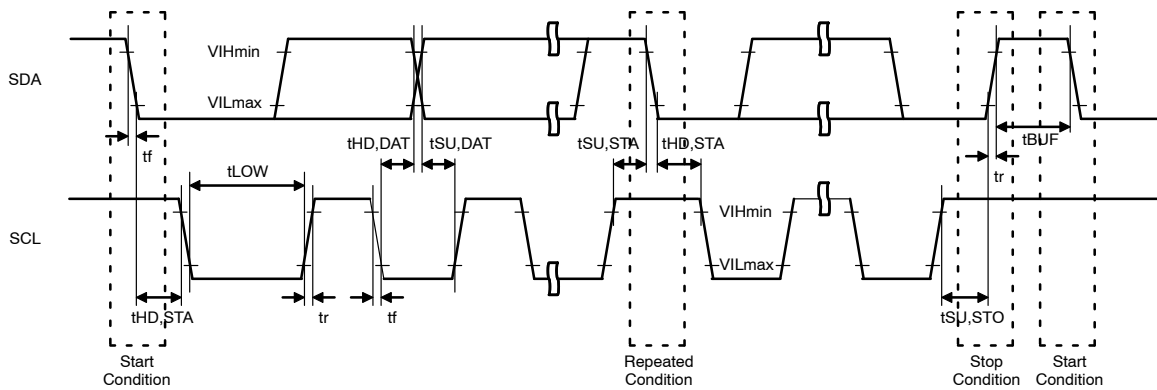 SDA
VIHmin
VILmax
tf
tLOW
tHD,DAT
tSU,DAT
tSU,STA
tHD,STA
tBUF
tr
SCL
VIHmin
VILmax
tHD,STA
tr
tf
tSU,STO
Start
Condition
Repeated
Condition
Stop
Condition
Start
Condition